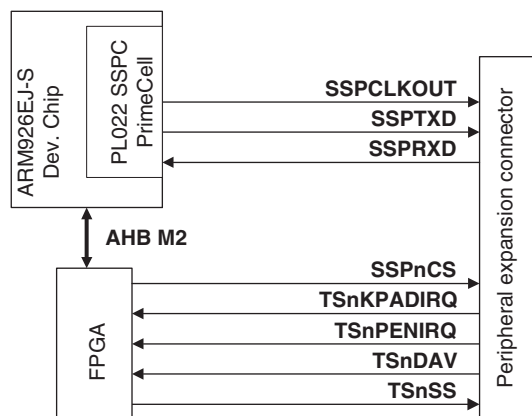 ARM926EJ-S
Dev. Chip
PL022 SSPC
PrimeCell
SSPCLKOUT
SSPTXD
SSPRXD
AHB M2
FPGA
SSPnCS
TSnKPADIRQ
TSnPENIRQ
TSnDAV
TSnSS
Peripheral expansion connector